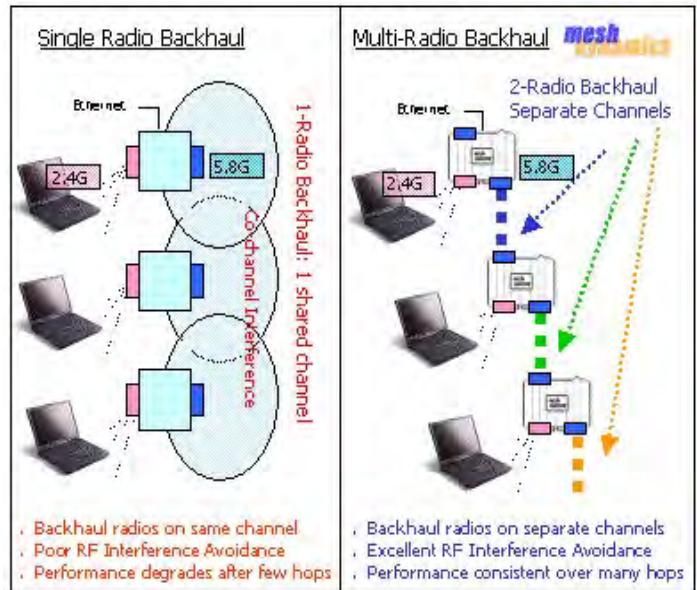 Single Radio Backhaul
Ethernet
2.4G
5.8G
1-Radio Backhaul: 1 shared channel
Co-channel Interference
. Backhaul radios on same channel
. Poor RF Interference Avoidance
. Performance degrades after few hops
Multi-Radio Backhaul
mesh
dynamics
2-Radio Backhaul
Separate Channels
Ethernet
2.4G
5.8G
. Backhaul radios on separate channels
. Excellent RF Interference Avoidance
. Performance consistent over many hops